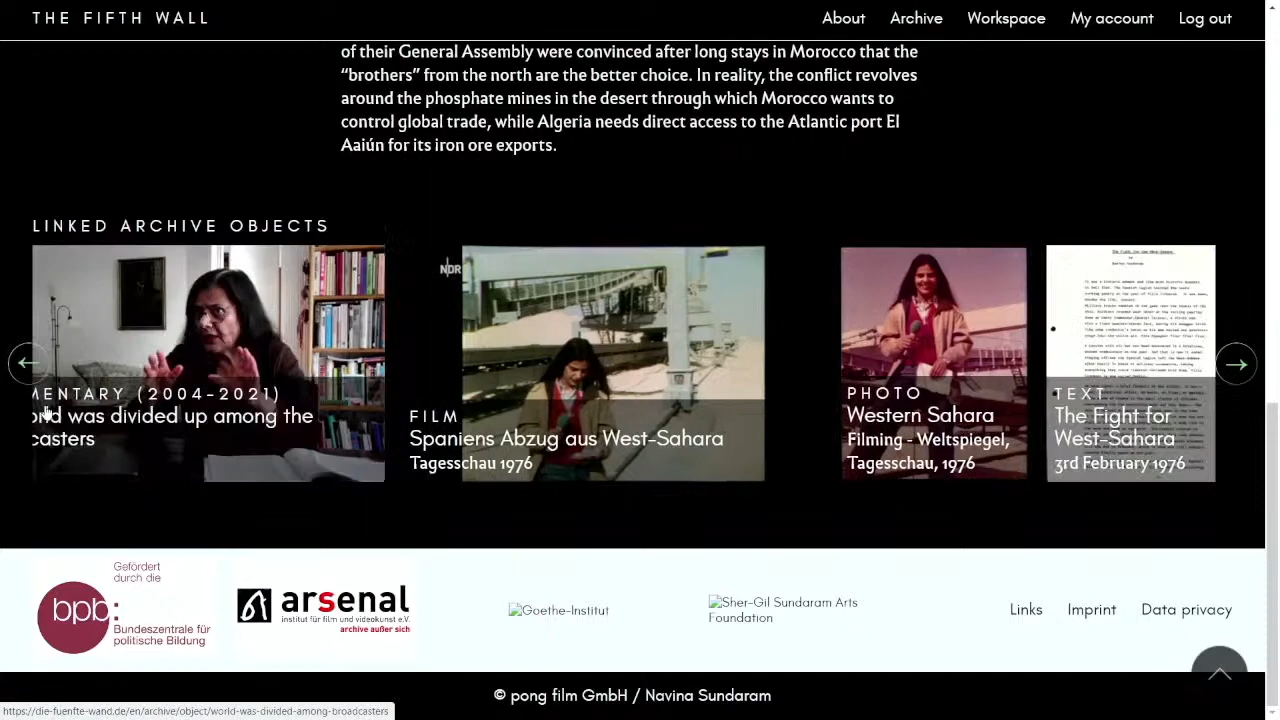 THE FIFTH WALL
About
Archive
Workspace
My account
Log out
of their General Assembly were convinced after long stays in Morocco that the
“brothers” from the north are the better choice. In reality, the conflict revolves
around the phosphate mines in the desert through which Morocco wants to
control global trade, while Algeria needs direct access to the Atlantic port El
Aaiún for its iron ore exports.
LINKED ARCHIVE OBJECTS
MENTARY (2004-2021)
was divided up among the
casters
NDR
FILM
Spaniens Abzug aus West-Sahara
Tagesschau 1976
PHOTO
Western Sahara
Filming - Weltspiegel,
Tagesschau, 1976
TEXT
The Fight for
West-Sahara
3rd February 1976
Gefördert
durch die
bpb:
Bundeszentrale für
politische Bildung
arsenal
institut für film und videokunst e.V.
archive außer sich
Goethe-Institut
Sher-Gil Sundaram Arts
Foundation
Links
Imprint
Data privacy
© pong film GmbH / Navina Sundaram
https://die-fuenfte-wand.de/en/archive/object/world-was-divided-among-broadcasters